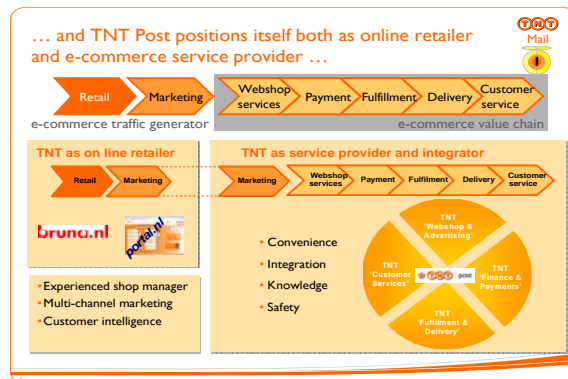 … and TNT Post positions itself both as online retailer
and e-commerce service provider …
TNT
Mail
Retail
Marketing
Webshop
services
Payment
Fulfillment
Delivery
Customer
service
e-commerce traffic generator
e-commerce value chain
TNT as on line retailer
Retail
Marketing
bruna.nl
portal.nl
•Experienced shop manager
•Multi-channel marketing
•Customer intelligence
TNT as service provider and integrator
Marketing
Webshop
services
Payment
Fulfilment
Delivery
Customer
service
• Convenience
• Integration
• Knowledge
• Safety
TNT
'Webshop &
Advertising'
TNT
'Customer
Services'
TNT post
TNT
'Finance &
Payments'
TNT
'Fulfilment &
Delivery'